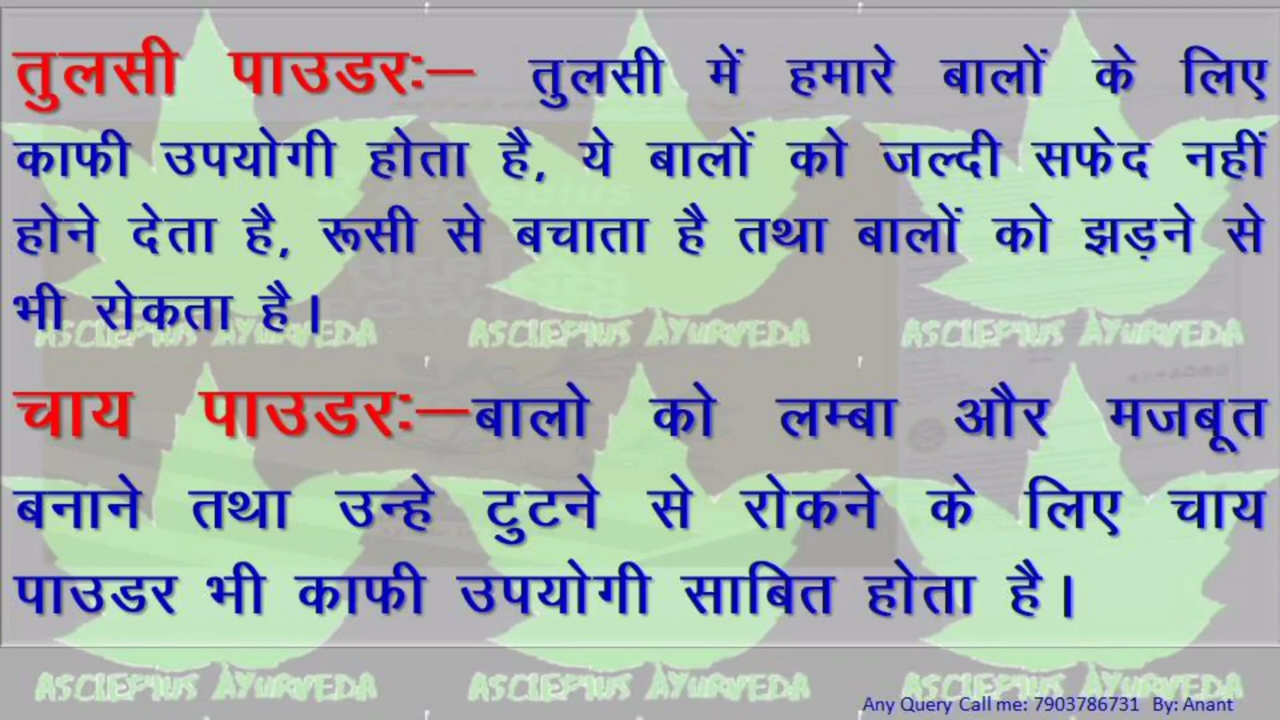 तुलसी पाउडरः– तुलसी में हमारे बालों के लिए
काफी उपयोगी होता है, ये बालों को जल्दी सफेद नहीं
होने देता है, रूसी से बचाता है तथा बालों को झड़ने से
भी रोकता है।
ASCLEPIUS AYURVEDA ASCLEPIUS AYURVEDA ASCLEPIUS AYURVEDA
चाय पाउडरः–बालो को लम्बा और मजबूत
बनाने तथा उन्हे टुटने से रोकने के लिए चाय
पाउडर भी काफी उपयोगी साबित होता है।
ASCLEPIUS AYURVEDA ASCLEPIUS AYURVEDA ASCLEPIUS AYURVEDA
Any Query Call me: 7903786731 By: Anant